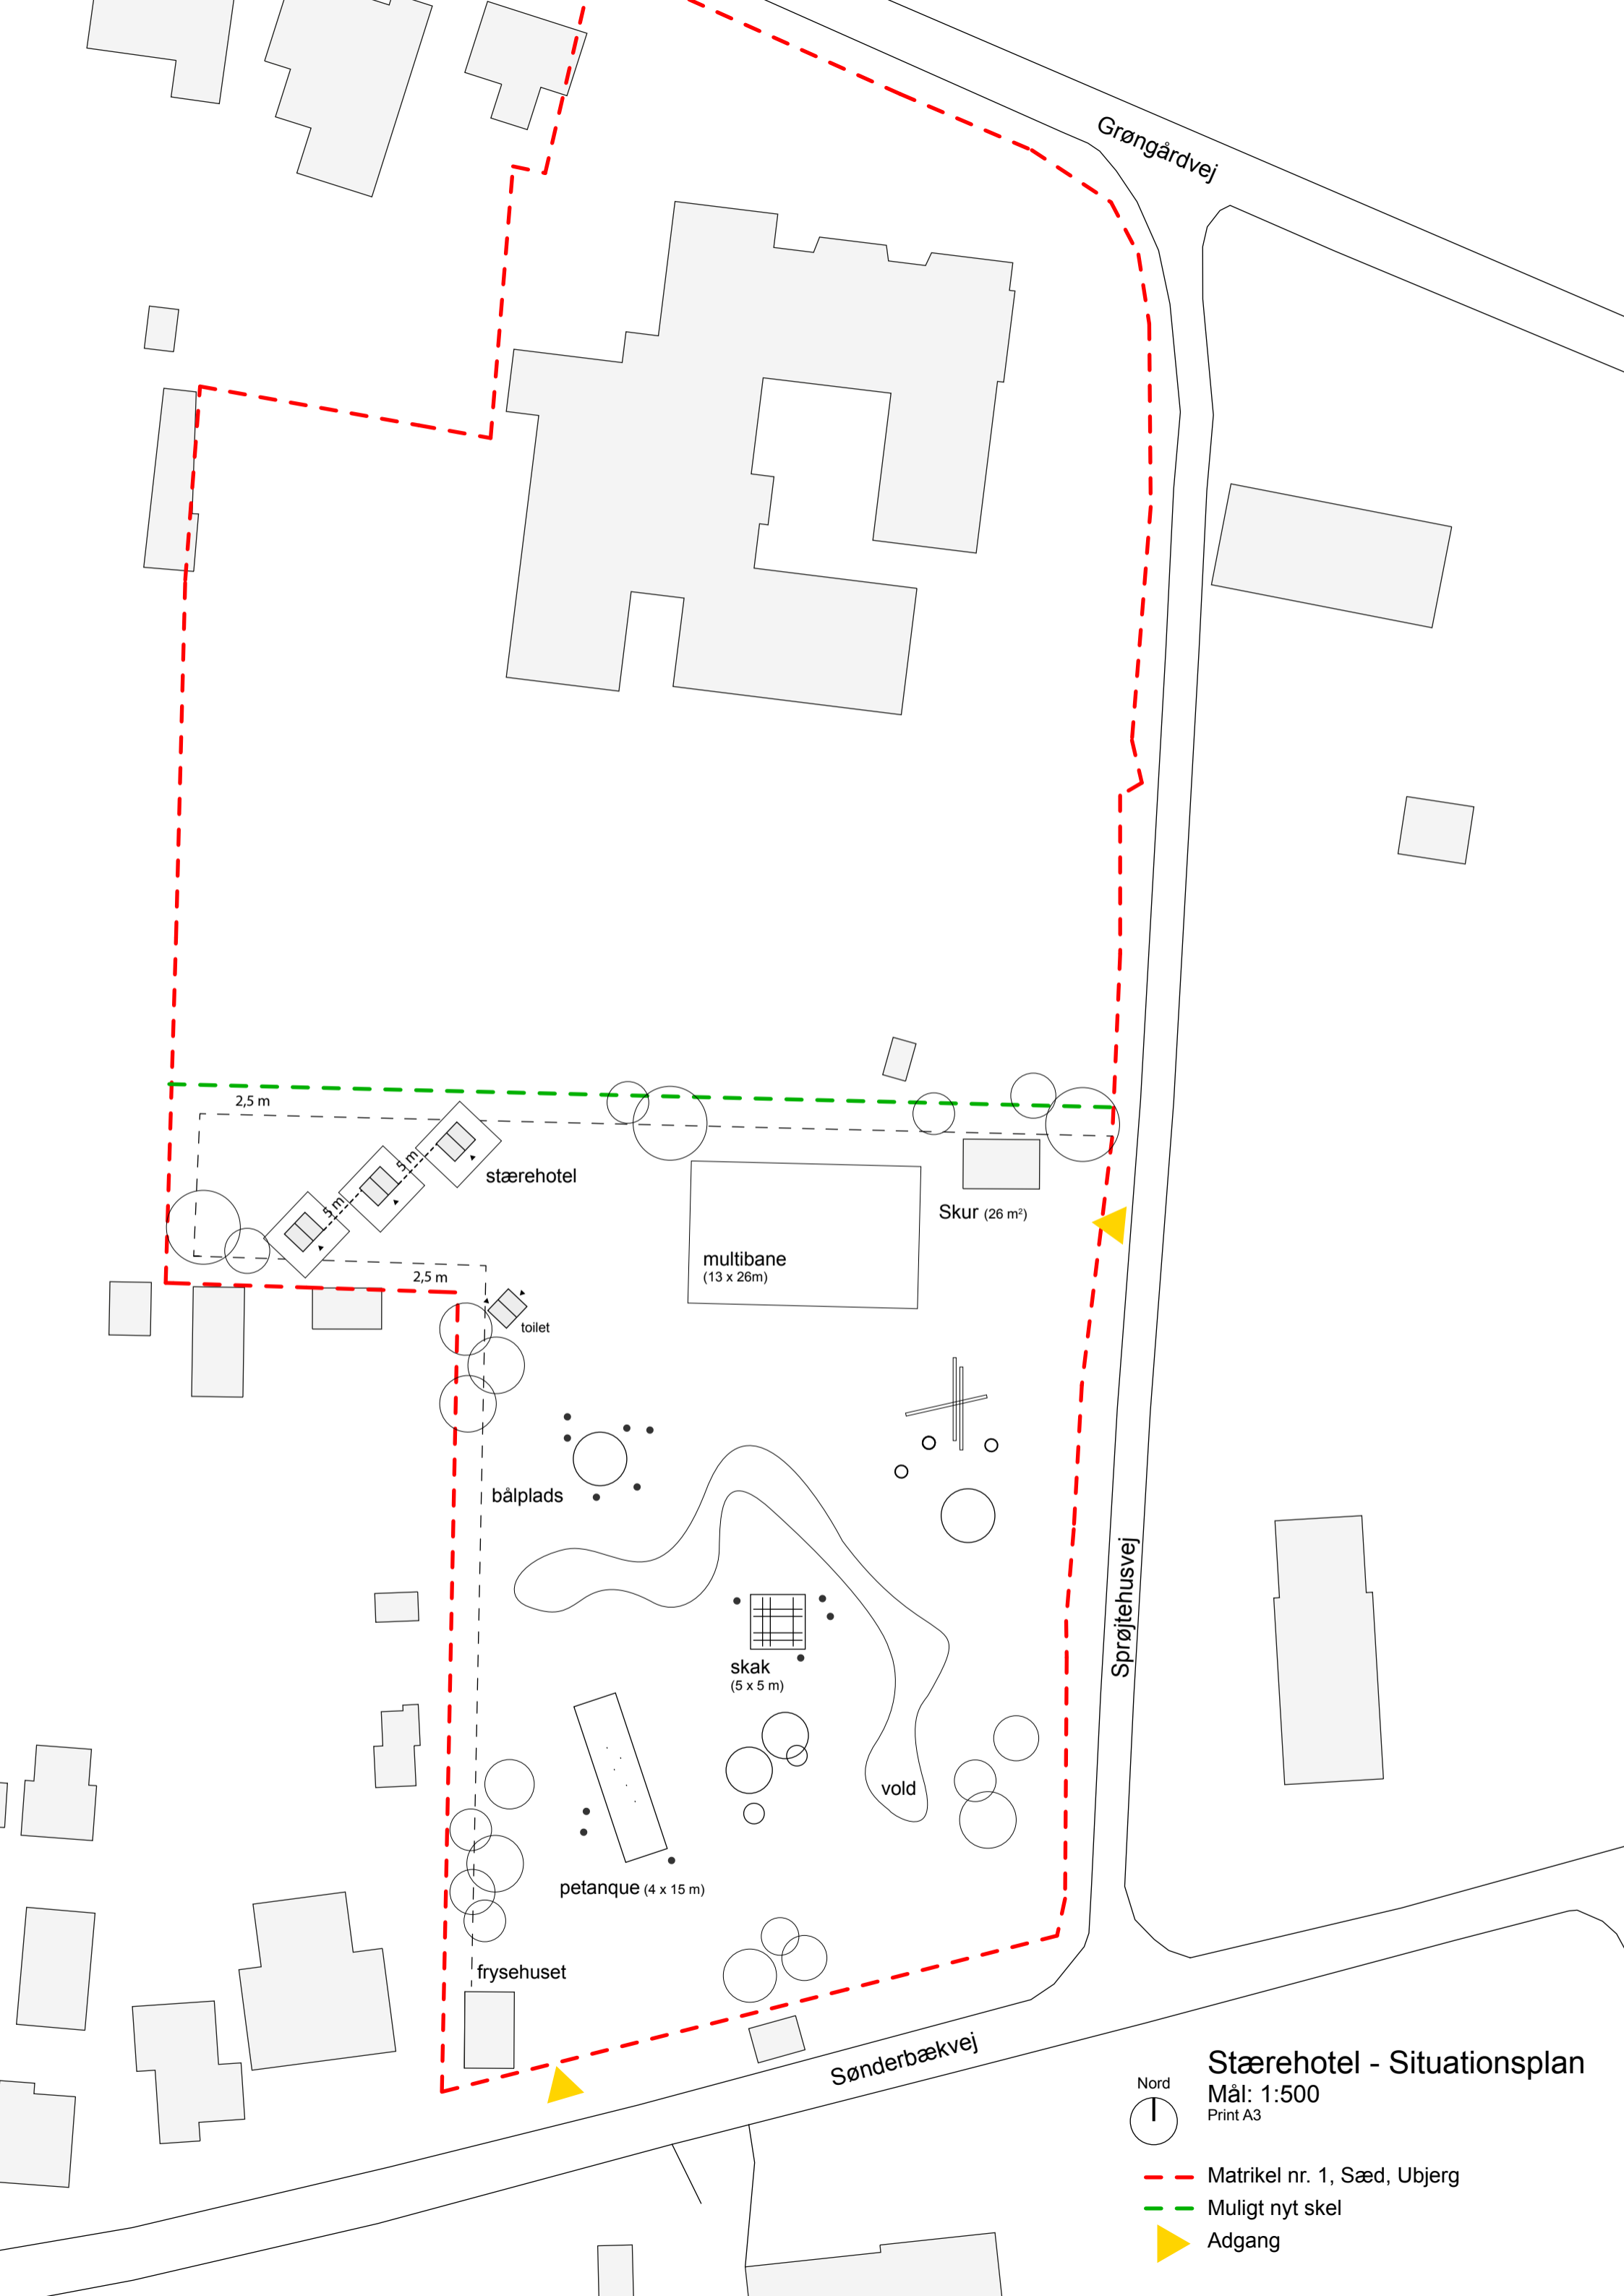 Grøngårdvej
2,5 m
5 m
5 m
stærehotel
Skur (26 m²)
multibane
(13 x 26m)
2,5 m
toilet
bålplads
Sprøjtehusvej
skak
(5 x 5 m)
vold
petanque (4 x 15 m)
frysehuset
Sønderbækvej
Stærehotel - Situationsplan
Nord
Mål: 1:500
Print A3
Matrikel nr. 1, Sæd, Ubjerg
Muligt nyt skel
Adgang